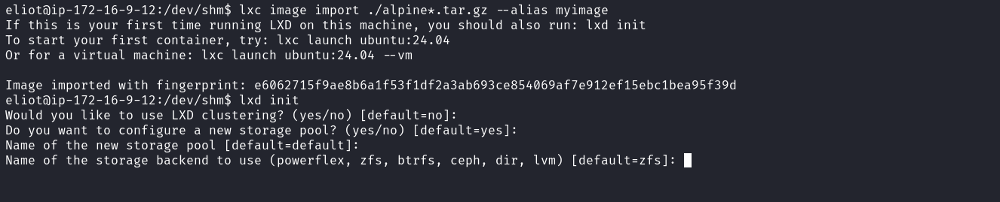 eliot@ip-172-16-9-12:/dev/shm$ lxc image import ./alpine*.tar.gz --alias myimage
If this is your first time running LXD on this machine, you should also run: lxd init
To start your first container, try: lxc launch ubuntu:24.04
Or for a virtual machine: lxc launch ubuntu:24.04 --vm
Image imported with fingerprint: e6062715f9ae8b6a1f53f1df2a3ab693ce854069af7e912ef15ebc1bea95f39d
eliot@ip-172-16-9-12:/dev/shm$ lxd init
Would you like to use LXD clustering? (yes/no) [default=no]:
Do you want to configure a new storage pool? (yes/no) [default=yes]:
Name of the new storage pool [default=default]:
Name of the storage backend to use (powerflex, zfs, btrfs, ceph, dir, lvm) [default=zfs]: